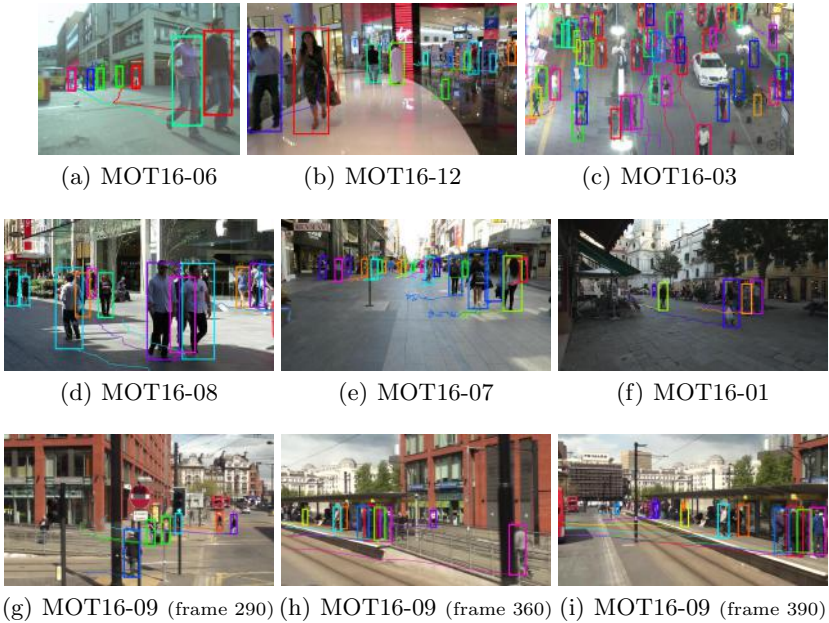 (a) MOT16-06
(b) MOT16-12
(c) MOT16-03
(d) MOT16-08
(e) MOT16-07
(f) MOT16-01
(g) MOT16-09 (frame 290)
(h) MOT16-09 (frame 360)
(i) MOT16-09 (frame 390)